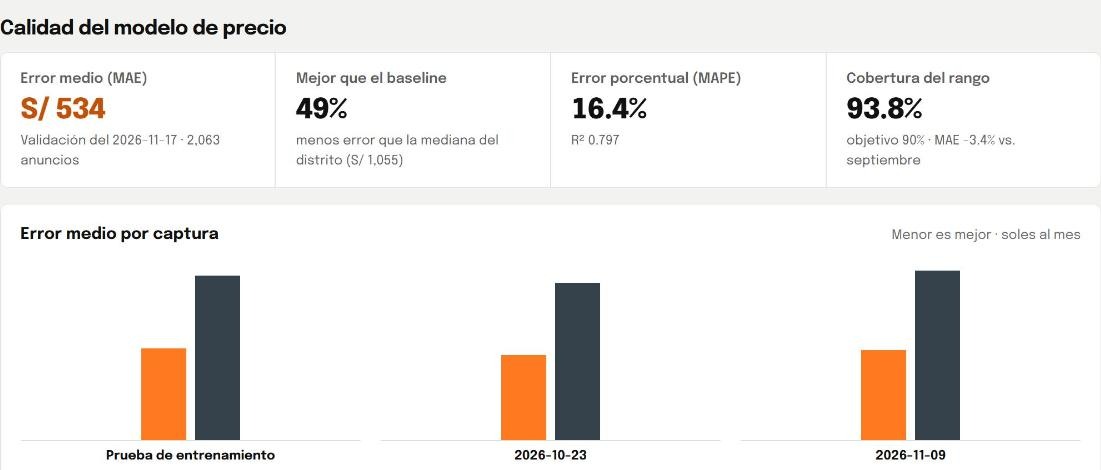 Calidad del modelo de precio
Error medio (MAE)
S/ 534
Validación del 2026-11-17 · 2,063
anuncios
Mejor que el baseline
49%
menos error que la mediana del
distrito (S/ 1,055)
Error porcentual (MAPE)
16.4%
R² 0.797
Cobertura del rango
93.8%
objetivo 90% · MAE -3.4% vs.
septiembre
Error medio por captura
Menor es mejor · soles al mes
Prueba de entrenamiento
2026-10-23
2026-11-09